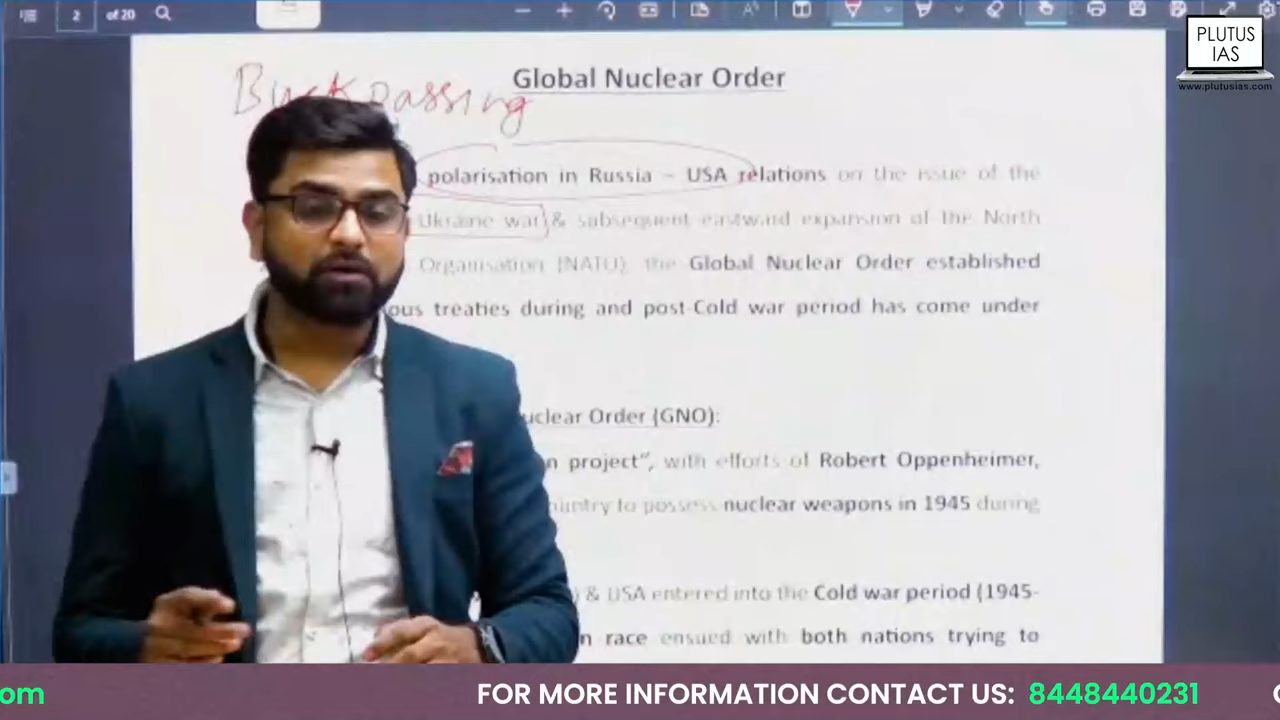 2 of 20
PLUTUS
IAS
www.plutusias.com
Global Nuclear Order
Buck passing
polarisation in Russia – USA relations on the issue of the
Ukraine war & subsequent eastward expansion of the North
Organisation (NATO), the Global Nuclear Order established
ous treaties during and post-Cold war period has come under
uclear Order (GNO):
n project”, with efforts of Robert Oppenheimer,
untry to possess nuclear weapons in 1945 during
) & USA entered into the Cold war period (1945-
n race ensued with both nations trying to
om FOR MORE INFORMATION CONTACT US: 8448440231